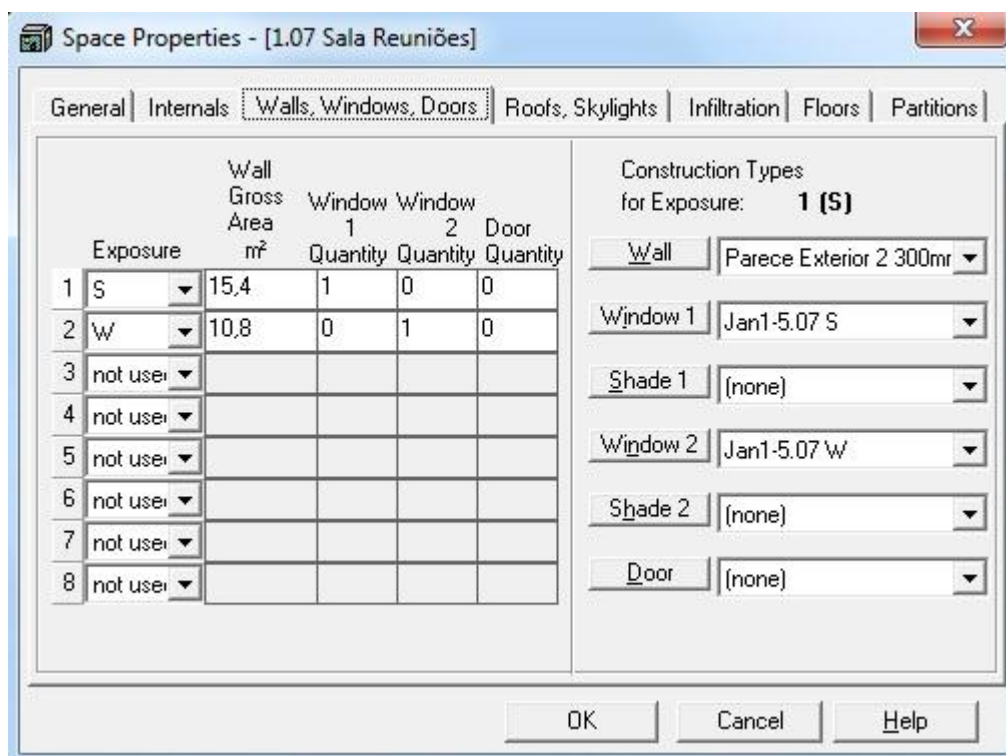 Space Properties - [1.07 Sala Reuniões]
General Internals Walls, Windows, Doors Roofs, Skylights Infiltration Floors Partitions
Wall
Gross
Area
m²
Window
1
Quantity
Window
2
Quantity
Door
Quantity
Exposure
1 S 15,4 1 0 0
2 W 10,8 0 1 0
3 not use
4 not use
5 not use
6 not use
7 not use
8 not use
Construction Types
for Exposure: 1 (S)
Wall Parece Exterior 2 300mr
Window 1 Jan1-5.07 S
Shade 1 (none)
Window 2 Jan1-5.07 W
Shade 2 (none)
Door (none)
OK Cancel Help